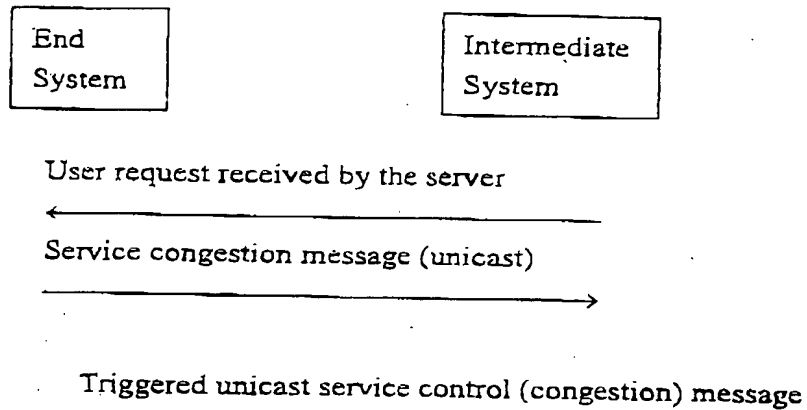 End
System
Intermediate
System
User request received by the server
Service congestion message (unicast)
Triggered unicast service control (congestion) message